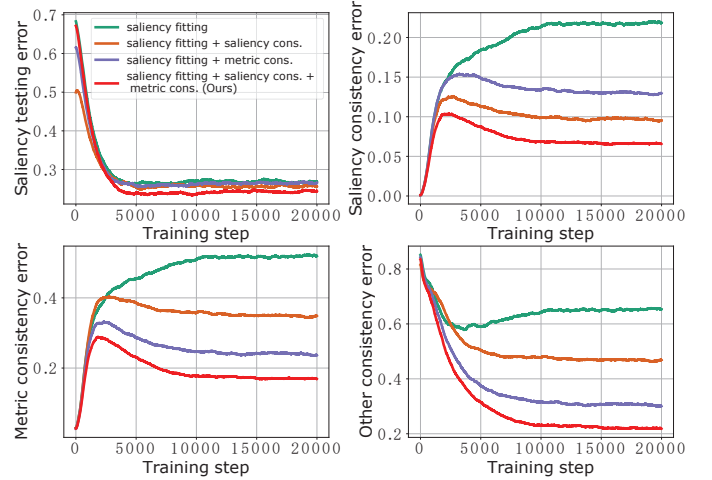 Saliency testing error
0.7
0.6
0.5
0.4
0.3
saliency fitting
saliency fitting + saliency cons.
saliency fitting + metric cons.
saliency fitting + saliency cons. +
metric cons. (Ours)
0 5000 10000 15000 20000
Training step
Saliency consistency error
0.20
0.15
0.10
0.05
0.00
0 5000 10000 15000 20000
Training step
Metric consistency error
0.4
0.2
0 5000 10000 15000 20000
Training step
Other consistency error
0.8
0.6
0.4
0.2
0 5000 10000 15000 20000
Training step